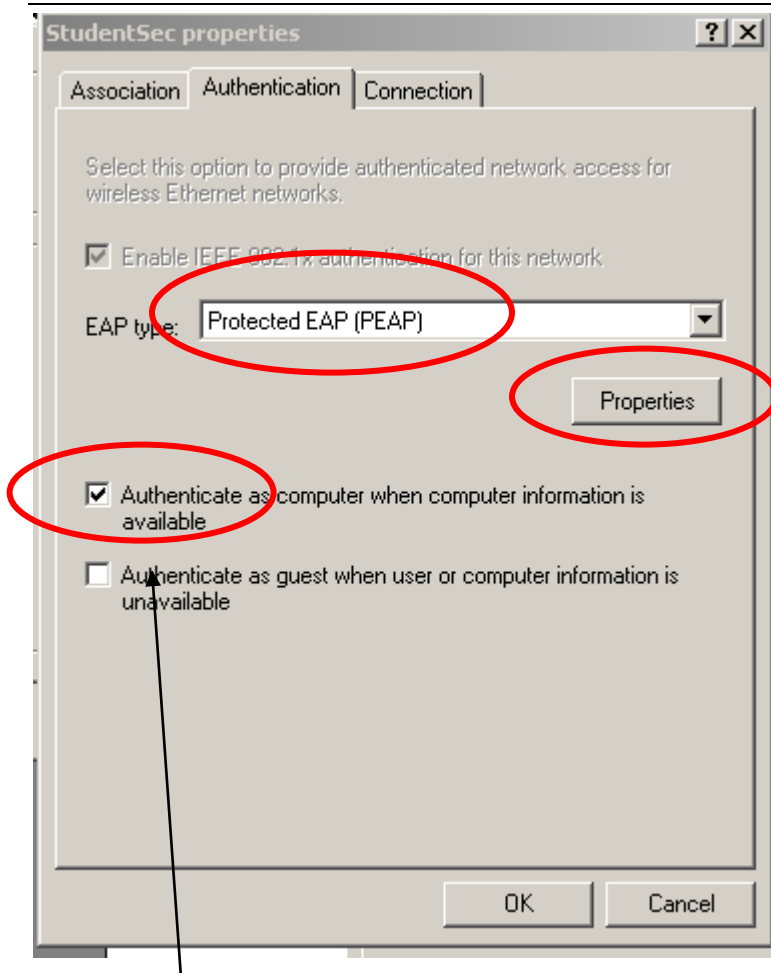 StudentSec properties
Association Authentication Connection
Select this option to provide authenticated network access for
wireless Ethernet networks.
Enable IEEE 802.1x authentication for this network
EAP type: Protected EAP (PEAP)
Properties
Authenticate as computer when computer information is
available
Authenticate as guest when user or computer information is
unavailable
OK Cancel